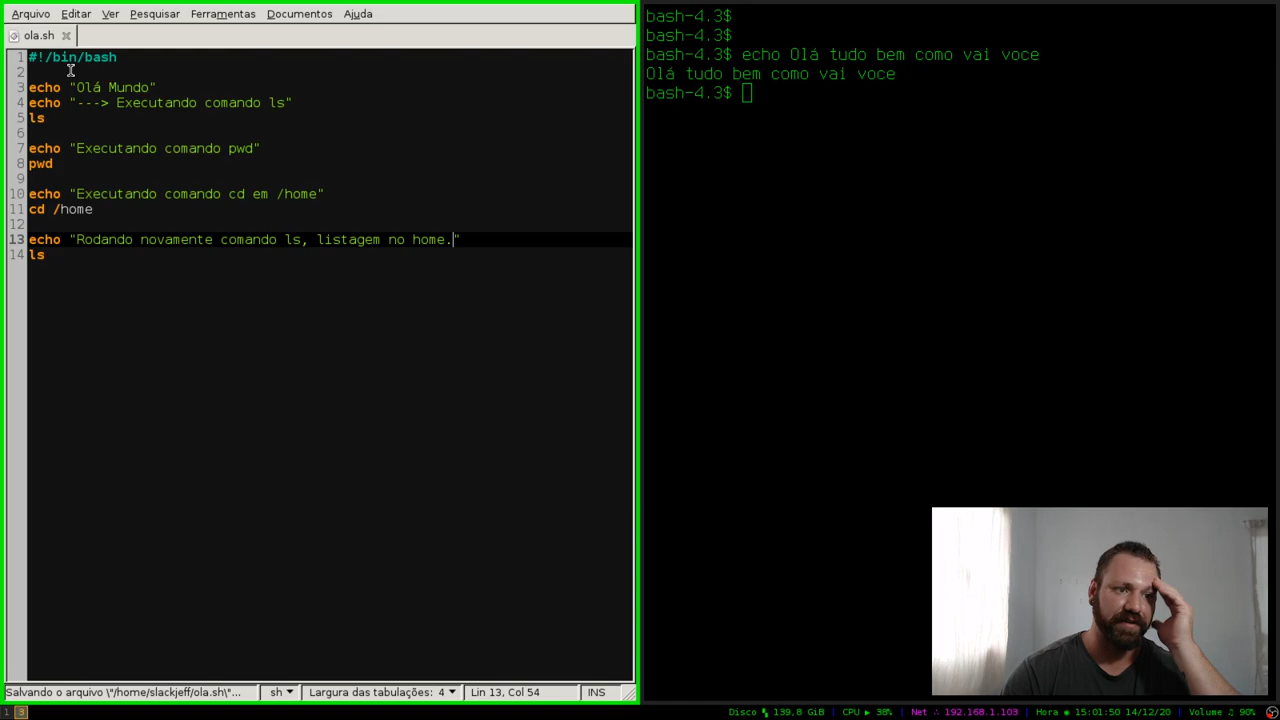 Arquivo Editar Ver Pesquisar Ferramentas Documentos Ajuda
ola.sh
1 #!/bin/bash
2
3 echo "Olá Mundo"
4 echo "---> Executando comando ls"
5 ls
6
7 echo "Executando comando pwd"
8 pwd
9
10 echo "Executando comando cd em /home"
11 cd /home
12
13 echo "Rodando novamente comando ls, listagem no home."
14 ls
Salvando o arquivo \"/home/slackjeff/ola.sh\"... sh Largura das tabulações: 4 Lin 13, Col 54 INS
bash-4.3$
bash-4.3$
bash-4.3$ echo Olá tudo bem como vai voce
Olá tudo bem como vai voce
bash-4.3$
1 3 Disco 139,8 GiB CPU 38% Net 192.168.1.103 Hora 15:01:50 14/12/20 Volume ♫ 90%